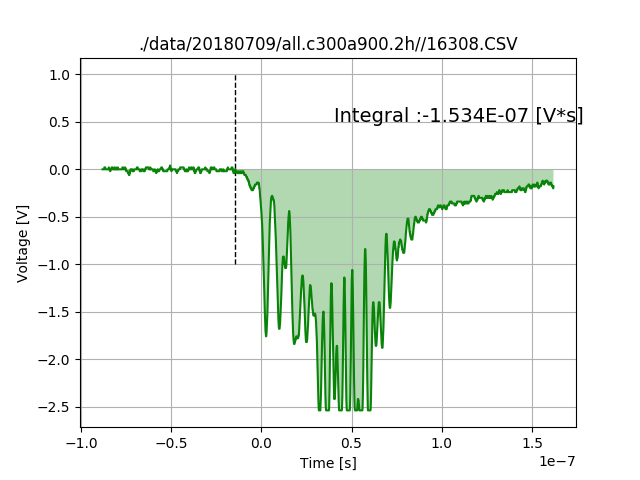 ./data/20180709/all.c300a900.2h//16308.CSV
1.0
Integral :-1.534E-07 [V*s]
0.5
0.0
−0.5
−1.0
−1.5
−2.0
−2.5
Voltage [V]
−1.0 −0.5 0.0 0.5 1.0 1.5
1e−7
Time [s]